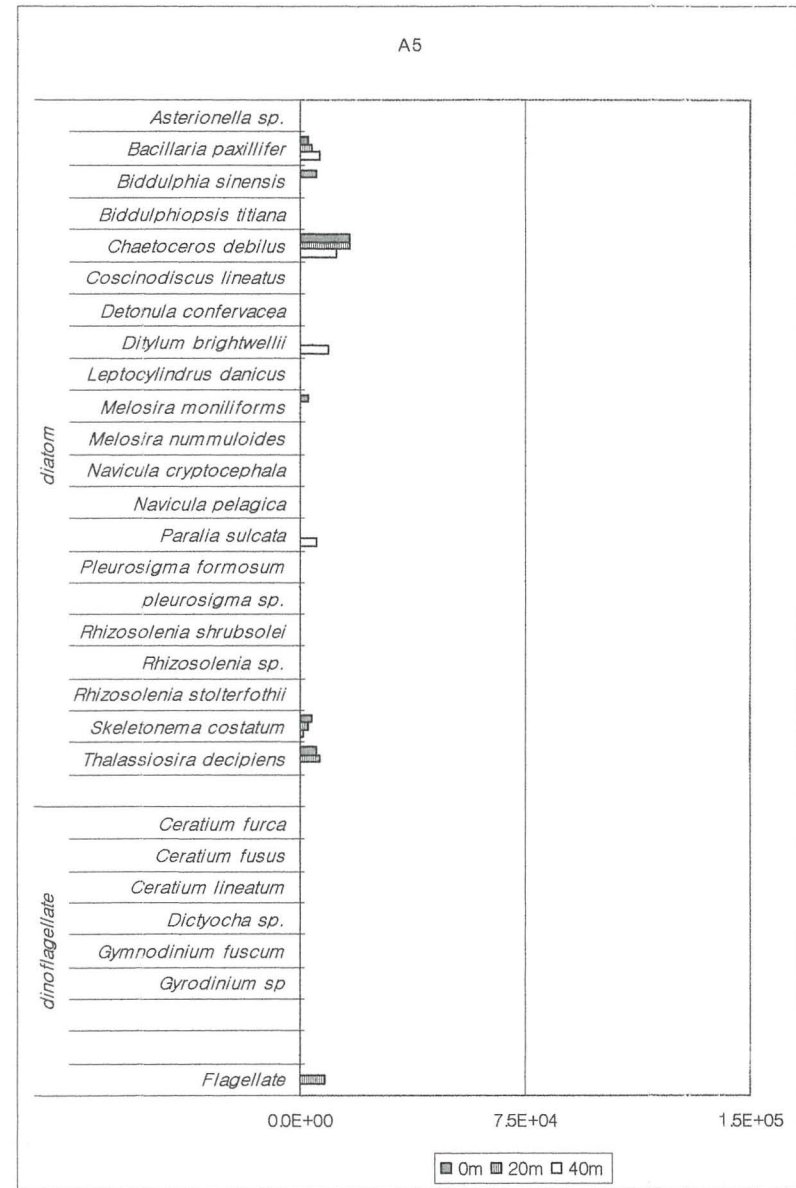 A5
diatom
Asterionella sp.
Bacillaria paxillifer
Biddulphia sinensis
Biddulphiopsis titiana
Chaetoceros debilus
Coscinodiscus lineatus
Detonula confervacea
Ditylum brightwellii
Leptocylindrus danicus
Melosira moniliforms
Melosira nummuloides
Navicula cryptocephala
Navicula pelagica
Paralia sulcata
Pleurosigma formosum
pleurosigma sp.
Rhizosolenia shrubsolei
Rhizosolenia sp.
Rhizosolenia stolterfothii
Skeletonema costatum
Thalassiosira decipiens
dinoflagellate
Ceratium furca
Ceratium fusus
Ceratium lineatum
Dictyocha sp.
Gymnodinium fuscum
Gyrodinium sp
Flagellate
0.0E+00 7.5E+04 1.5E+05
0m 20m 40m